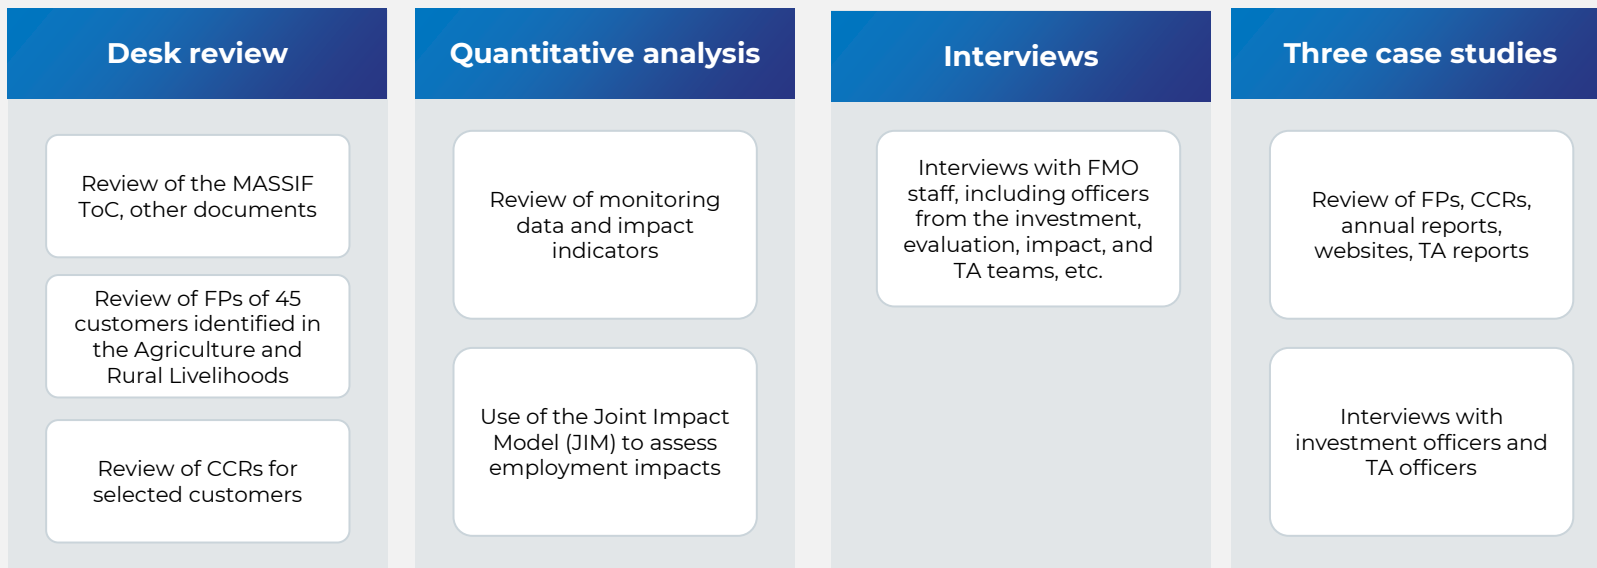 Desk review
Review of the MASSIF
ToC, other documents
Review of FPs of 45
customers identified in
the Agriculture and
Rural Livelihoods
Review of CCRs for
selected customers
Quantitative analysis
Review of monitoring
data and impact
indicators
Use of the Joint Impact
Model (JIM) to assess
employment impacts
Interviews
Interviews with FMO
staff, including officers
from the investment,
evaluation, impact, and
TA teams, etc.
Three case studies
Review of FPs, CCRs,
annual reports,
websites, TA reports
Interviews with
investment officers and
TA officers